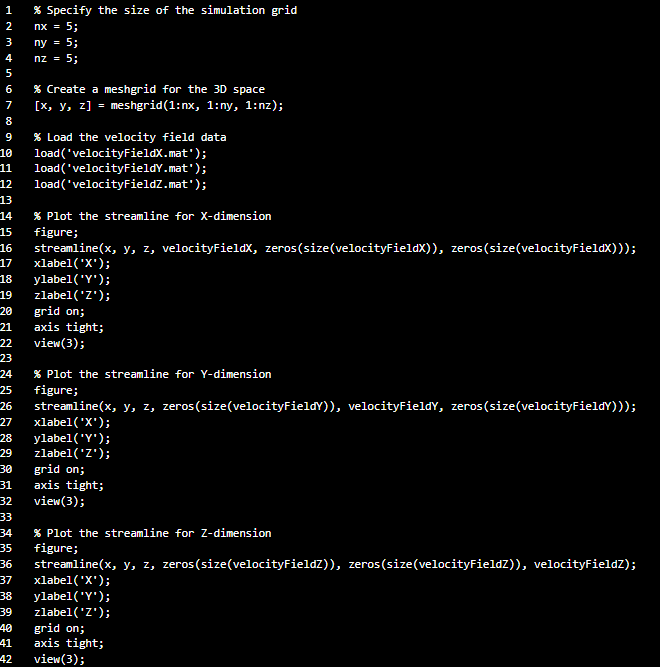 1 % Specify the size of the simulation grid
2 nx = 5;
3 ny = 5;
4 nz = 5;
5
6 % Create a meshgrid for the 3D space
7 [x, y, z] = meshgrid(1:nx, 1:ny, 1:nz);
8
9 % Load the velocity field data
10 load('velocityFieldX.mat');
11 load('velocityFieldY.mat');
12 load('velocityFieldZ.mat');
13
14 % Plot the streamline for X-dimension
15 figure;
16 streamline(x, y, z, velocityFieldX, zeros(size(velocityFieldX)), zeros(size(velocityFieldX)));
17 xlabel('X');
18 ylabel('Y');
19 zlabel('Z');
20 grid on;
21 axis tight;
22 view(3);
23
24 % Plot the streamline for Y-dimension
25 figure;
26 streamline(x, y, z, zeros(size(velocityFieldY)), velocityFieldY, zeros(size(velocityFieldY)));
27 xlabel('X');
28 ylabel('Y');
29 zlabel('Z');
30 grid on;
31 axis tight;
32 view(3);
33
34 % Plot the streamline for Z-dimension
35 figure;
36 streamline(x, y, z, zeros(size(velocityFieldZ)), zeros(size(velocityFieldZ)), velocityFieldZ);
37 xlabel('X');
38 ylabel('Y');
39 zlabel('Z');
40 grid on;
41 axis tight;
42 view(3);